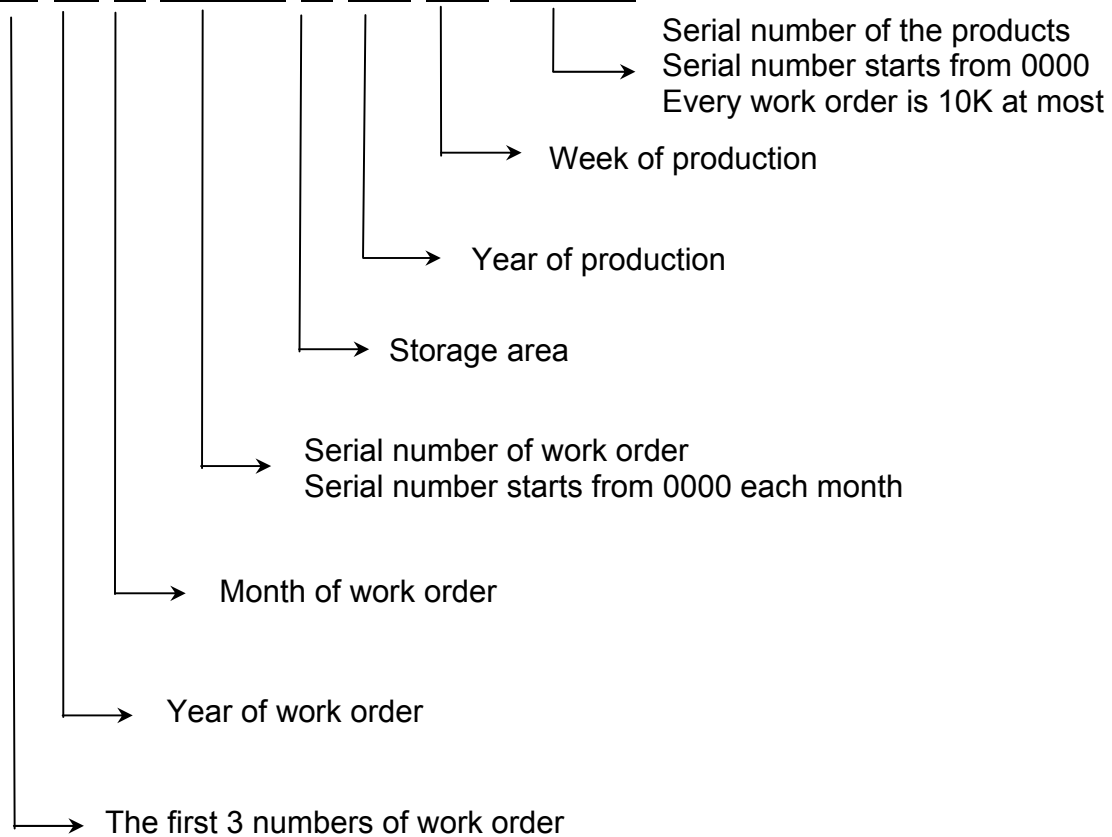 Serial number of the products
Serial number starts from 0000
Every work order is 10K at most
Week of production
Year of production
Storage area
Serial number of work order
Serial number starts from 0000 each month
Month of work order
Year of work order
The first 3 numbers of work order